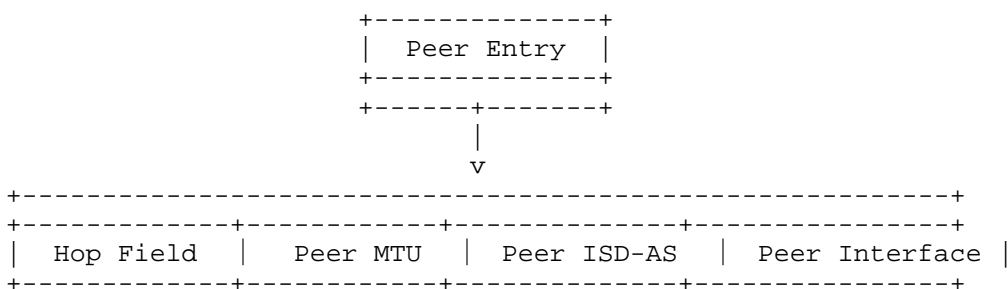 +--------------+
|  Peer Entry  |
+--------------+
+------+-------+
|
v
+----------------------------------------------------------+
+-------------+------------+--------------+----------------+
|  Hop Field  |  Peer MTU  |  Peer ISD-AS  |  Peer Interface |
+-------------+------------+--------------+----------------+